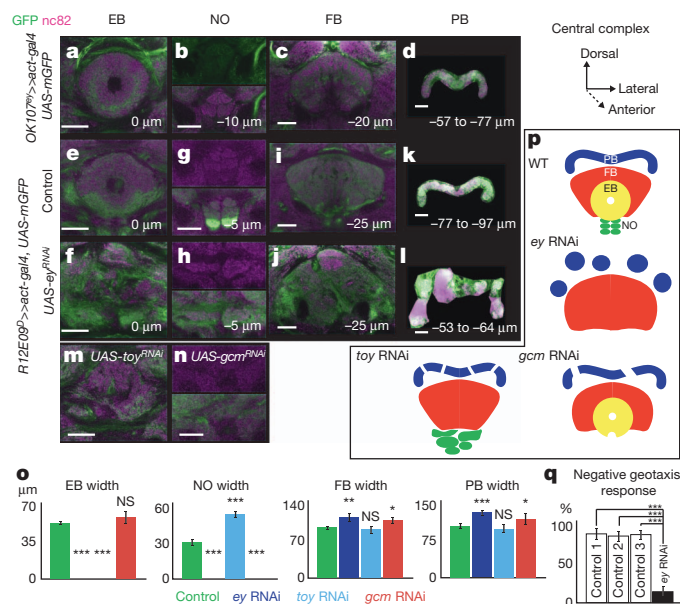 GFP nc82 EB NO FB PB
Central complex
Dorsal
Lateral
Anterior
OK107ᵉʸ>>act-gal4
UAS-mGFP
a 0 µm
b −10 µm
c −20 µm
d −57 to −77 µm
R12E09ᴰ>>act-gal4, UAS-mGFP
Control
e 0 µm
g −5 µm
i −25 µm
k −77 to −97 µm
UAS-eyᴿᴺᴬⁱ
f 0 µm
h −5 µm
j −25 µm
l −53 to −64 µm
m UAS-toyᴿᴺᴬⁱ
n UAS-gcmᴿᴺᴬⁱ
p
WT
PB
FB
EB
NO
ey RNAi
toy RNAi
gcm RNAi
o
µm
EB width
70
35
0
*** ***
NS
NO width
50
25
0
***
***
***
FB width
140
70
0
**
NS
*
PB width
150
75
0
***
NS
*
Control ey RNAi toy RNAi gcm RNAi
q
Negative geotaxis
response
%
100
50
0
***
***
***
Control 1
Control 2
Control 3
ey RNAi